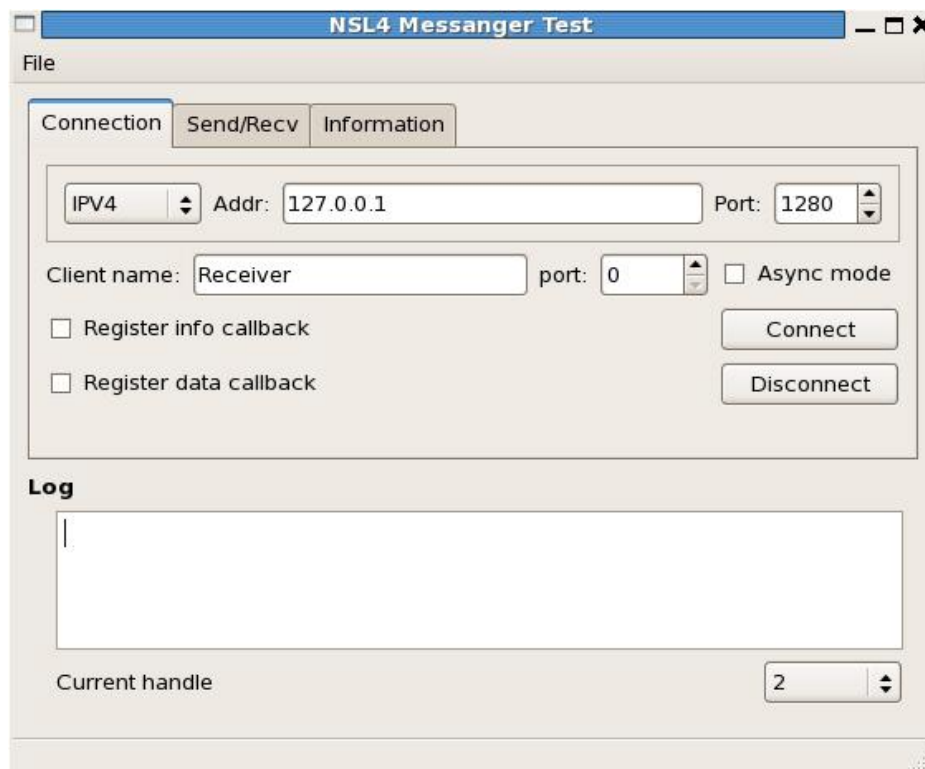 NSL4 Messanger Test
File
Connection Send/Recv Information
IPV4 Addr: 127.0.0.1 Port: 1280
Client name: Receiver port: 0 Async mode
Register info callback Connect
Register data callback Disconnect
Log
Current handle 2